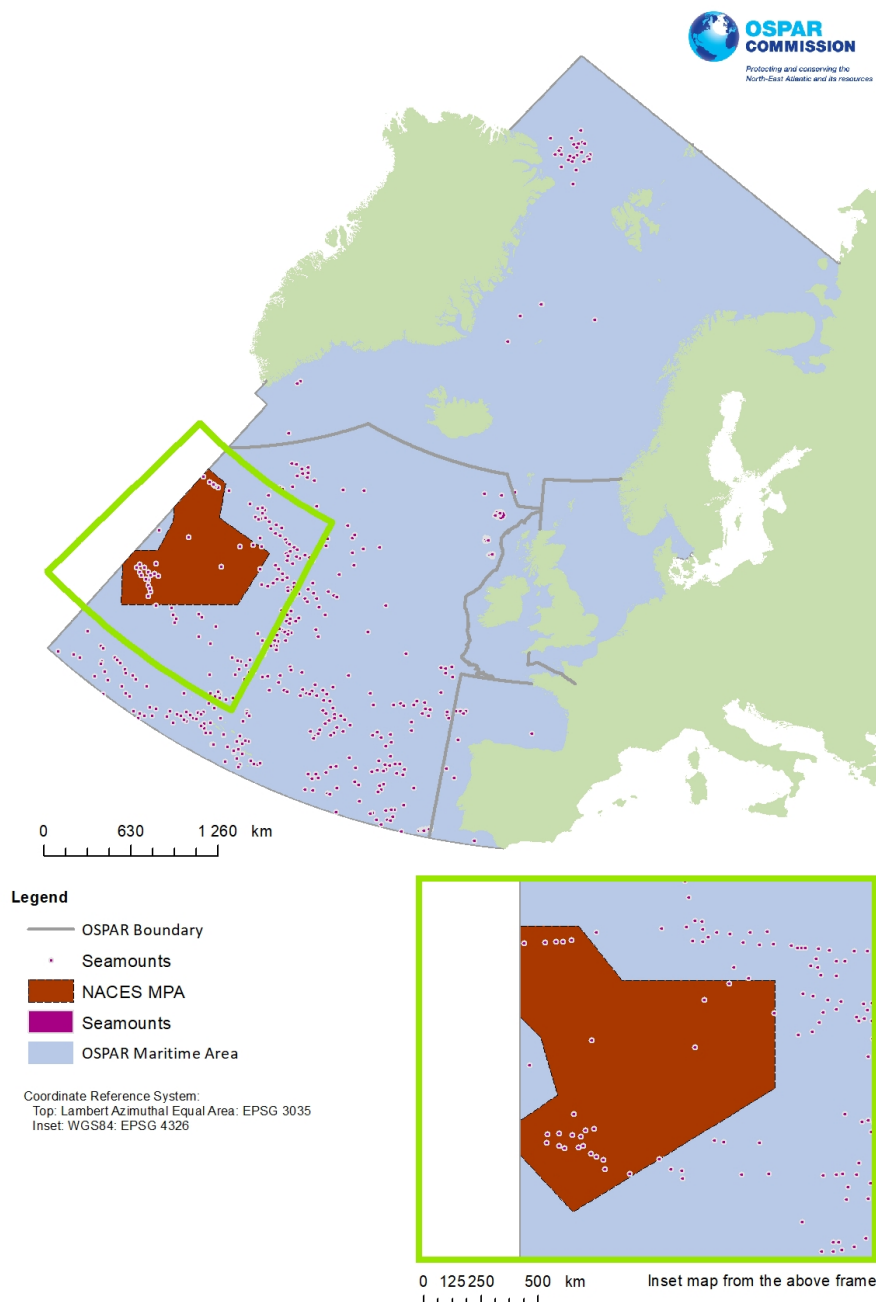 OSPAR
COMMISSION
Protecting and conserving the
North-East Atlantic and its resources
0 630 1 260 km
Legend
OSPAR Boundary
Seamounts
NACES MPA
Seamounts
OSPAR Maritime Area
Coordinate Reference System:
Top: Lambert Azimuthal Equal Area: EPSG 3035
Inset: WGS84: EPSG 4326
0 125 250 500 km
Inset map from the above frame